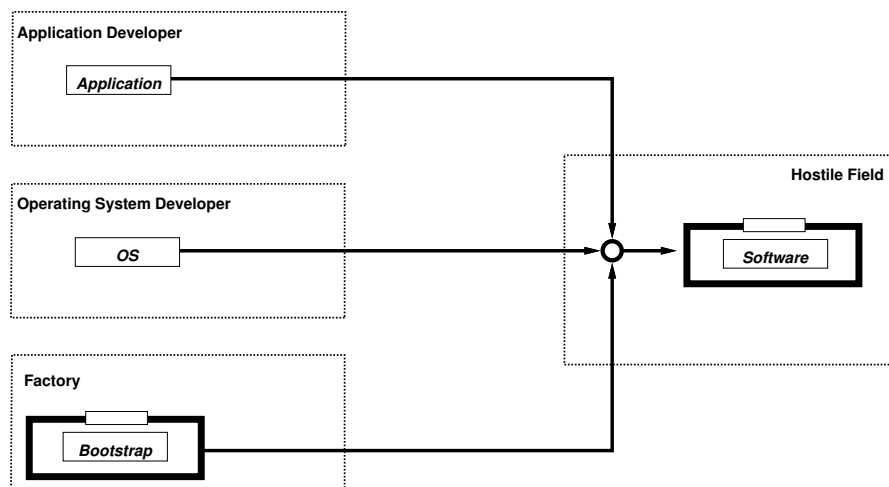 Application Developer
Application
Hostile Field
Operating System Developer
OS
Software
Factory
Bootstrap